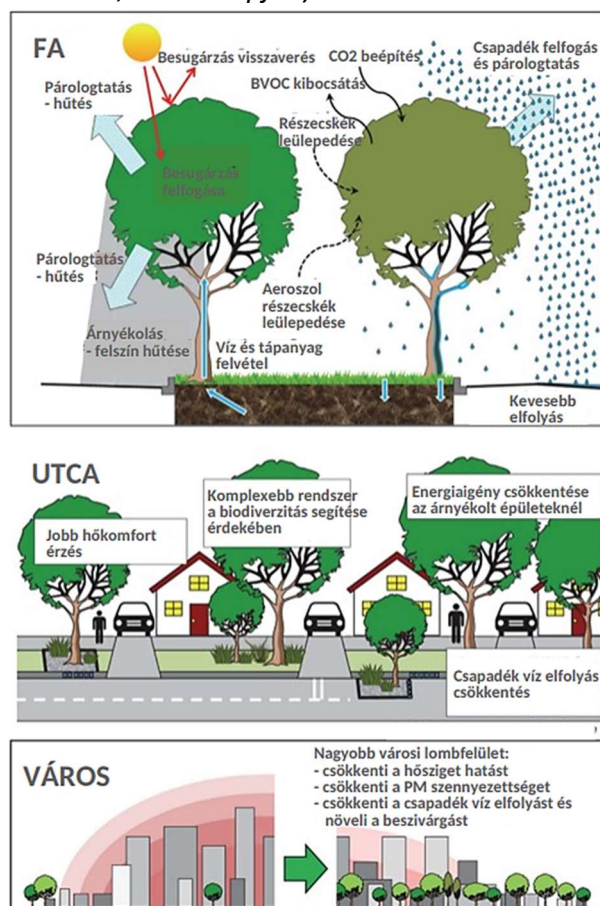 FA
Besugárzás visszaverés
CO2 beépítés
Csapadék felfogás
és párologtatás
Párologtatás
- hűtés
BVOC kibocsátás
Részecskék
leülepedése
Besugárzás
felfogása
Párologtatás
- hűtés
Aeroszol
részecskék
leülepedése
Árnyékolás
- felszín hűtése
Víz és tápanyag
felvétel
Kevesebb
elfolyás
UTCA
Jobb hőkomfort
érzés
Komplexebb rendszer
a biodiverzitás segítése
érdekében
Energiaigény csökkentése
az árnyékolt épületeknél
Csapadék víz elfolyás
csökkentés
VÁROS
Nagyobb városi lombfelület:
- csökkenti a hősziget hatást
- csökkenti a PM szennyezettséget
- csökkenti a csapadék víz elfolyást és
növeli a beszivárgást